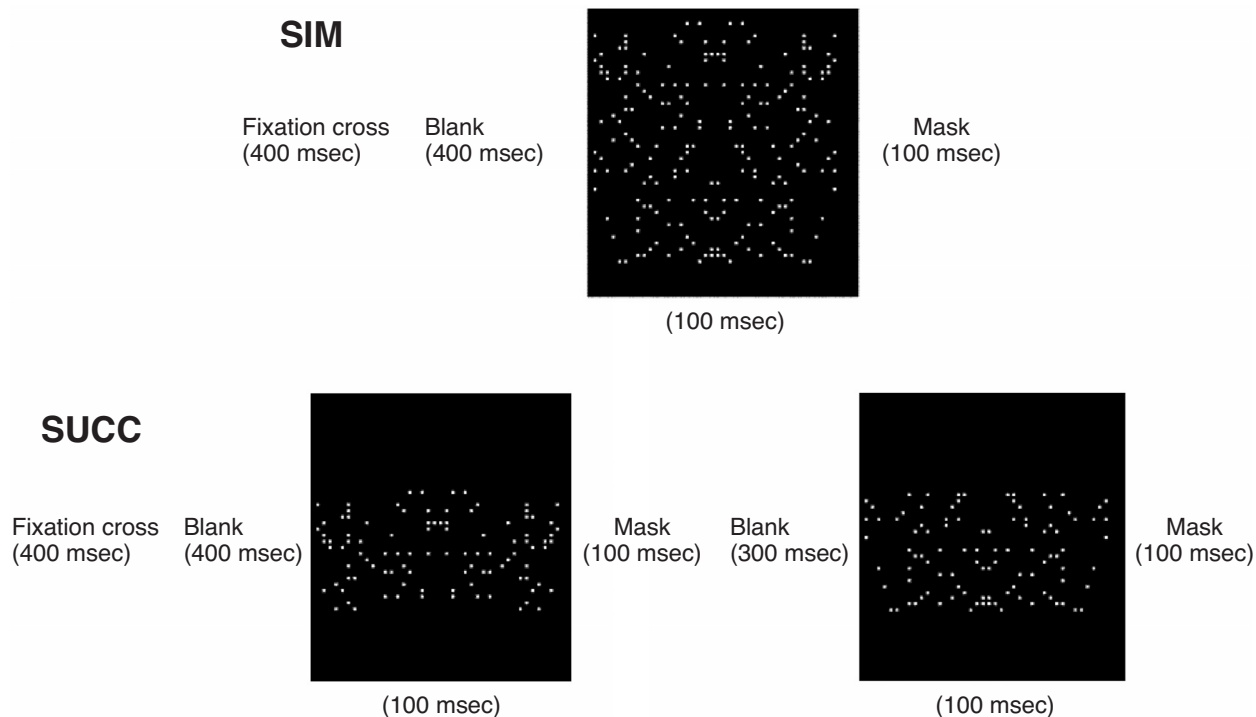 SIM
Fixation cross
(400 msec)
Blank
(400 msec)
Mask
(100 msec)
(100 msec)
SUCC
Fixation cross
(400 msec)
Blank
(400 msec)
Mask
(100 msec)
Blank
(300 msec)
Mask
(100 msec)
(100 msec)
(100 msec)